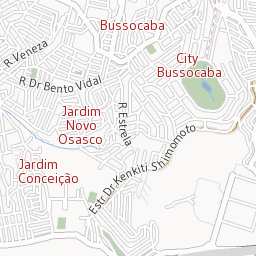 Bussocaba
R Veneza
City
Bussocaba
R Dr Bento Vidal
Jardim
Novo
Osasco
R Estrela
Jardim
Conceição
Estr Dr Kenkiti Shimomoto